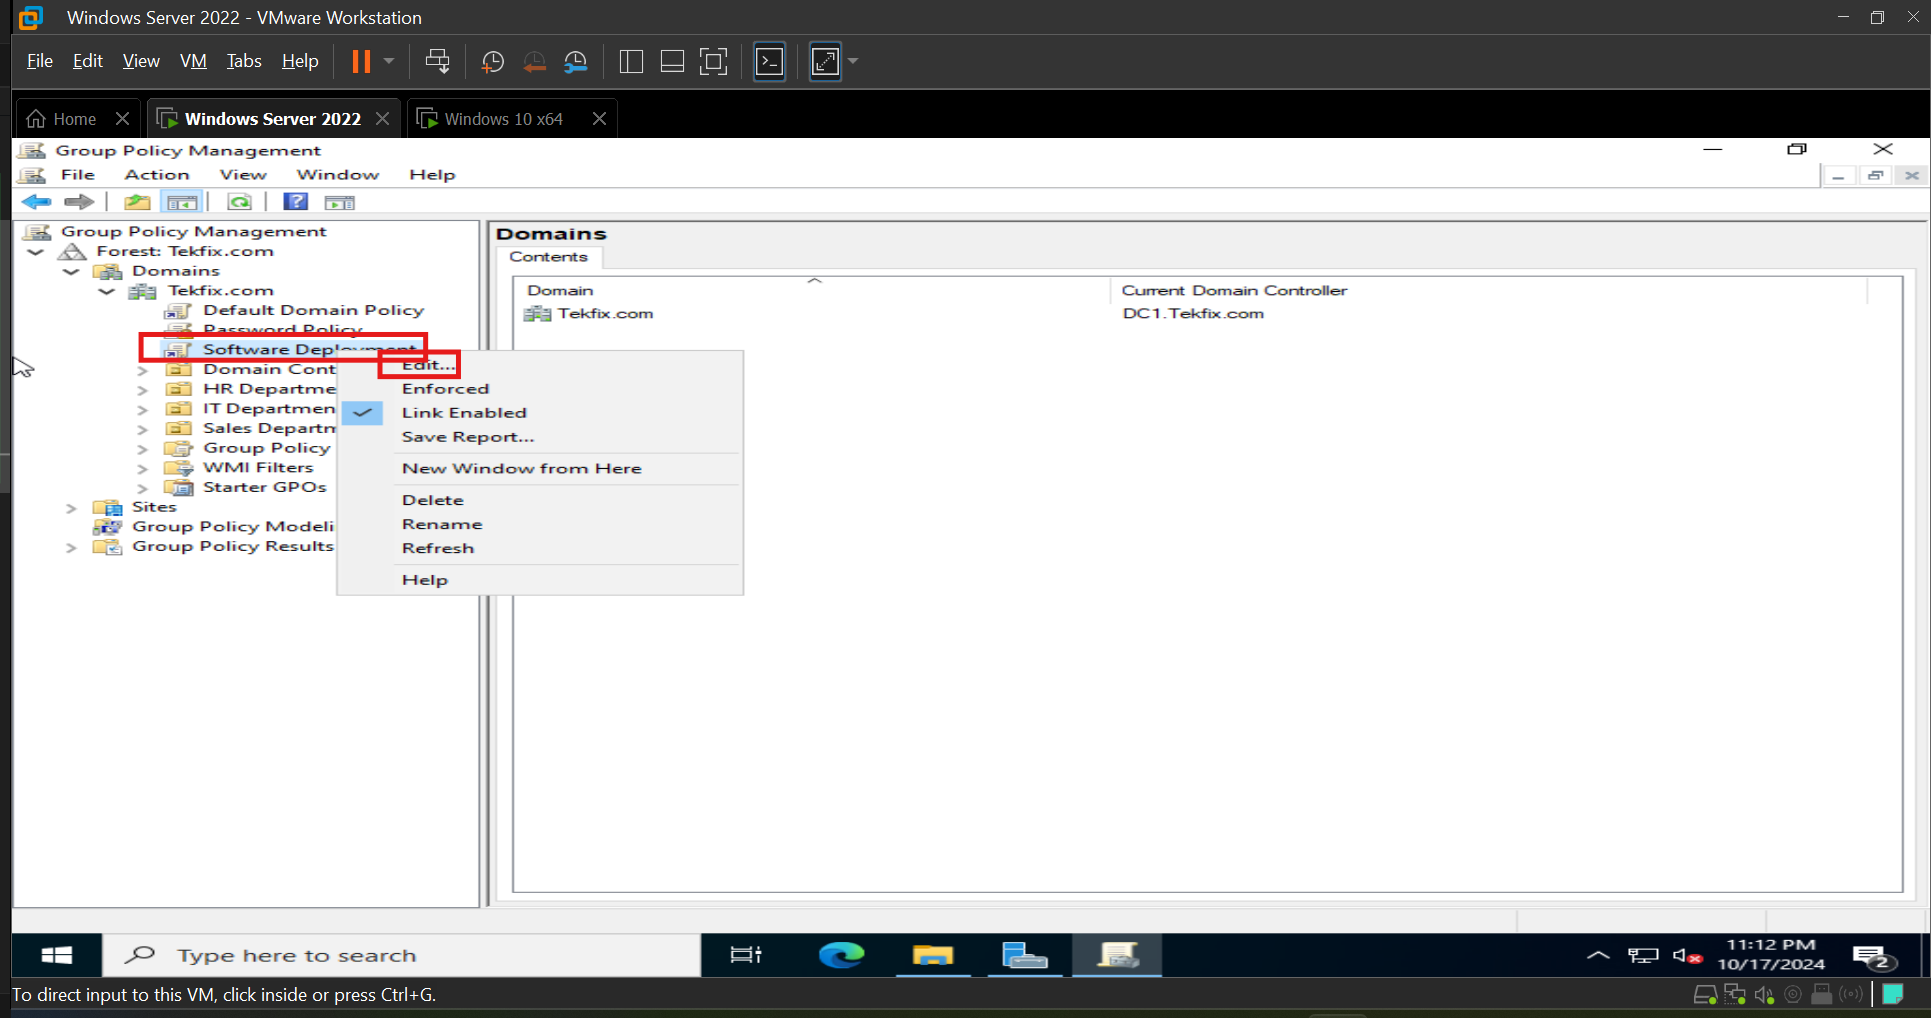 Windows Server 2022 - VMware Workstation
File Edit View VM Tabs Help
Home Windows Server 2022 Windows 10 x64
Group Policy Management
File Action View Window Help
Group Policy Management
Forest: Tekfix.com
Domains
Tekfix.com
Default Domain Policy
Password Policy
Software Deployment
Domain Cont
HR Departme
IT Departmen
Sales Departm
Group Policy
WMI Filters
Starter GPOs
Sites
Group Policy Modeli
Group Policy Results
Edit...
Enforced
Link Enabled
Save Report...
New Window from Here
Delete
Rename
Refresh
Help
Domains
Contents
Domain Current Domain Controller
Tekfix.com DC1.Tekfix.com
Type here to search
11:12 PM
10/17/2024
2
To direct input to this VM, click inside or press Ctrl+G.